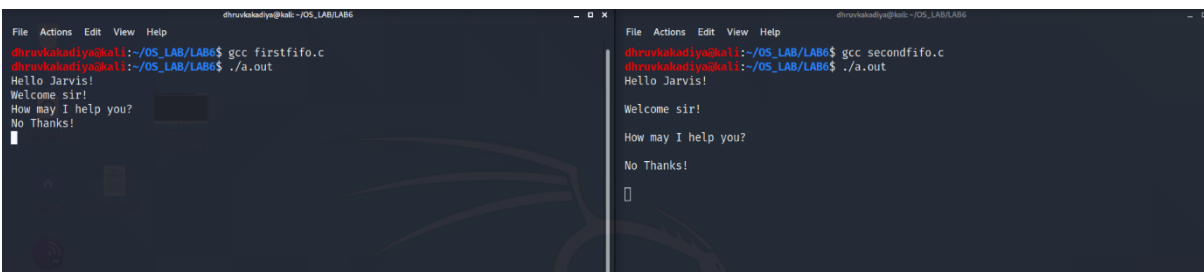 dhruvkakadiya@kali: ~/OS_LAB/LAB6
File Actions Edit View Help
dhruvkakadiya@kali:~/OS_LAB/LAB6$ gcc firstfifo.c
dhruvkakadiya@kali:~/OS_LAB/LAB6$ ./a.out
Hello Jarvis!
Welcome sir!
How may I help you?
No Thanks!
dhruvkakadiya@kali: ~/OS_LAB/LAB6
File Actions Edit View Help
dhruvkakadiya@kali:~/OS_LAB/LAB6$ gcc secondfifo.c
dhruvkakadiya@kali:~/OS_LAB/LAB6$ ./a.out
Hello Jarvis!
Welcome sir!
How may I help you?
No Thanks!